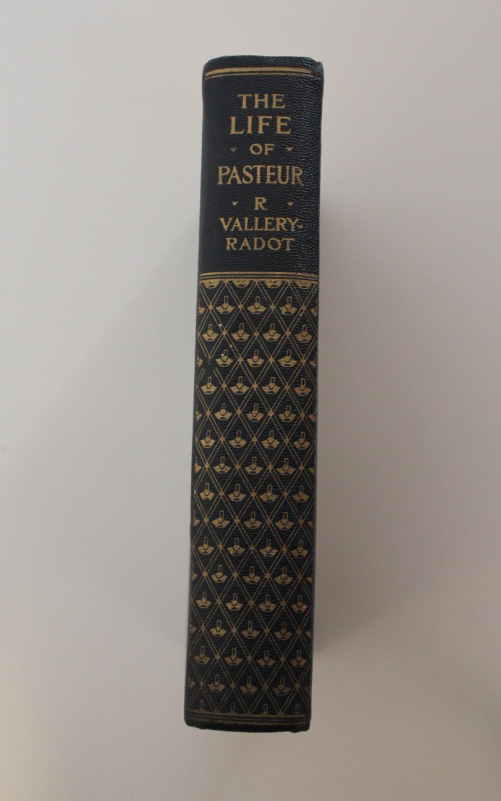 THE
LIFE
OF
PASTEUR
R
VALLERY-
RADOT